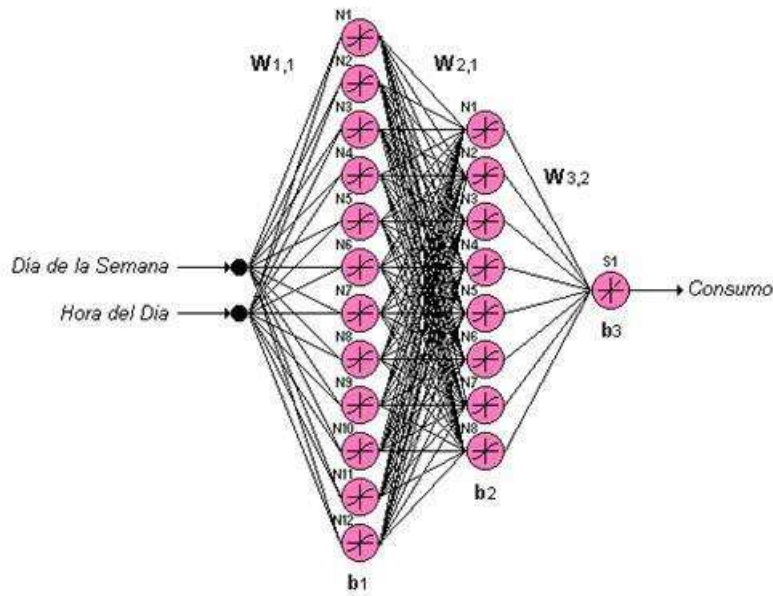 N1
W1,1
W2,1
N2
N3
N1
N4
N2
W3,2
N5
N3
Día de la Semana
N6
N4
S1
Consumo
Hora del Dia
N7
N5
b3
N8
N6
N9
N7
N10
N8
N11
b2
N12
b1